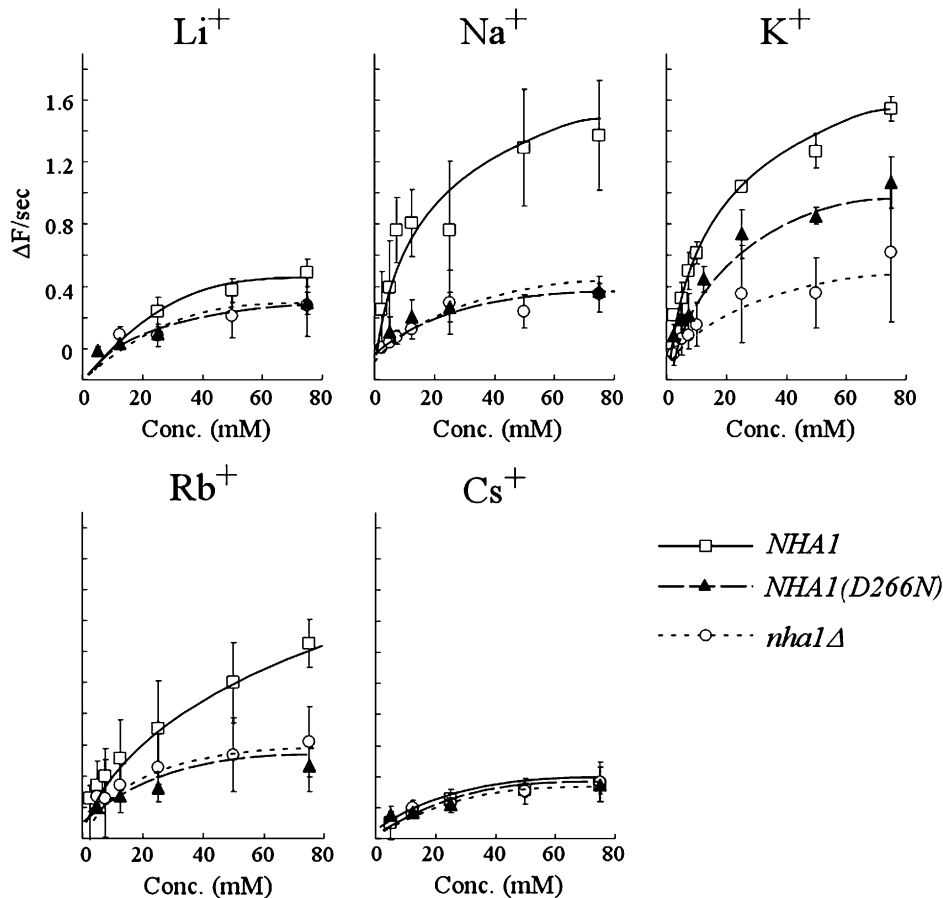 Li+ Na+ K+
ΔF/sec
1.6
1.2
0.8
0.4
0
0 20 40 60 80 0 20 40 60 80 0 20 40 60 80
Conc. (mM) Conc. (mM) Conc. (mM)
Rb+ Cs+
NHA1
NHA1(D266N)
nha1Δ
0 20 40 60 80 0 20 40 60 80
Conc. (mM) Conc. (mM)